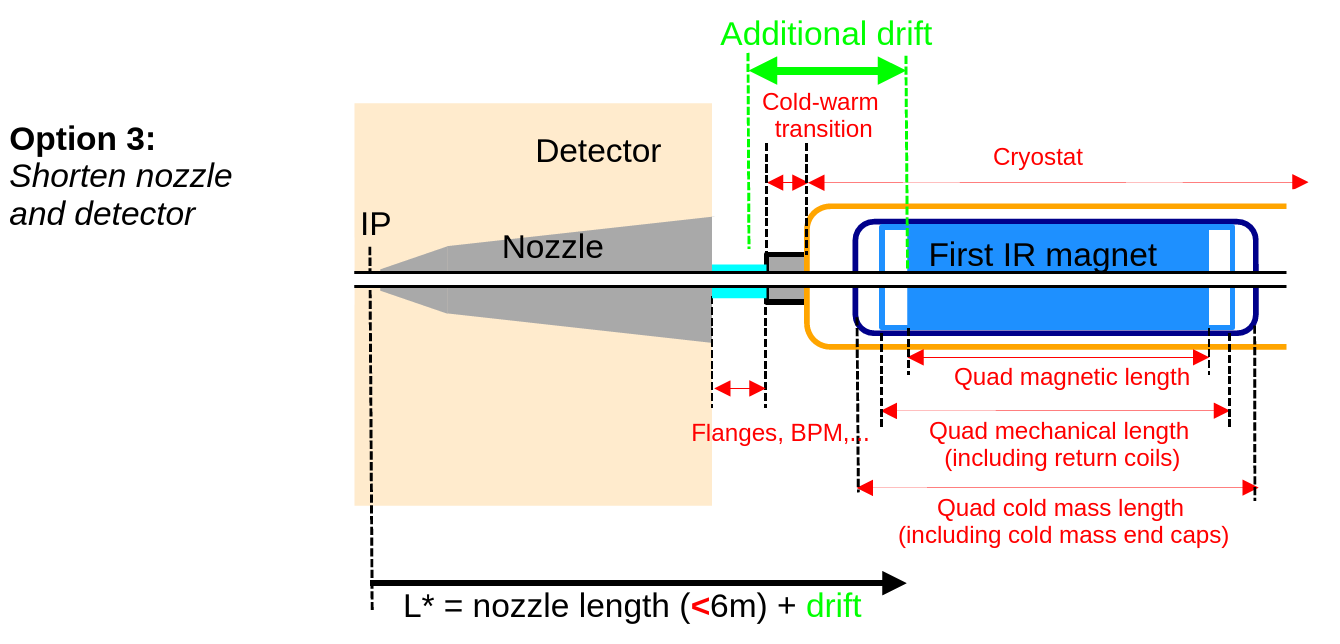 Additional drift
Cold-warm
transition
Option 3:
Shorten nozzle
and detector
Detector
Cryostat
IP
Nozzle
First IR magnet
Quad magnetic length
Flanges, BPM,...
Quad mechanical length
(including return coils)
Quad cold mass length
(including cold mass end caps)
L* = nozzle length (<6m) + drift